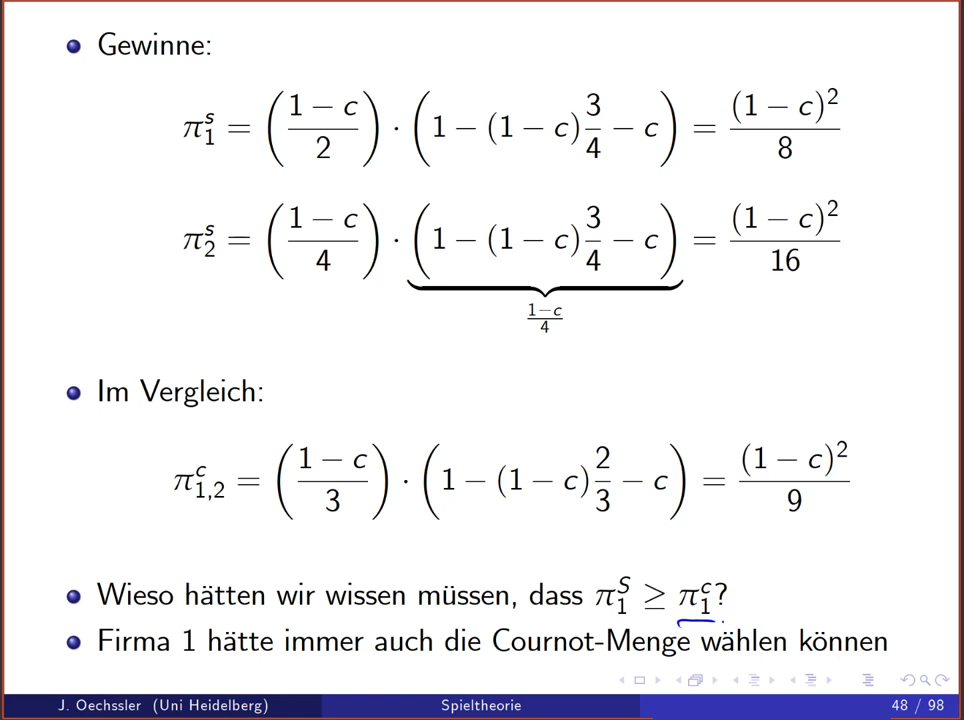 Gewinne:
π₁ˢ = ((1 − c)/2) · (1 − (1 − c)3/4 − c) = (1 − c)²/8
π₂ˢ = ((1 − c)/4) · (1 − (1 − c)3/4 − c) = (1 − c)²/16
(1−c)/4
Im Vergleich:
π₁,₂ᶜ = ((1 − c)/3) · (1 − (1 − c)2/3 − c) = (1 − c)²/9
Wieso hätten wir wissen müssen, dass π₁ˢ ≥ π₁ᶜ?
Firma 1 hätte immer auch die Cournot-Menge wählen können
J. Oechssler (Uni Heidelberg) Spieltheorie 48 / 98